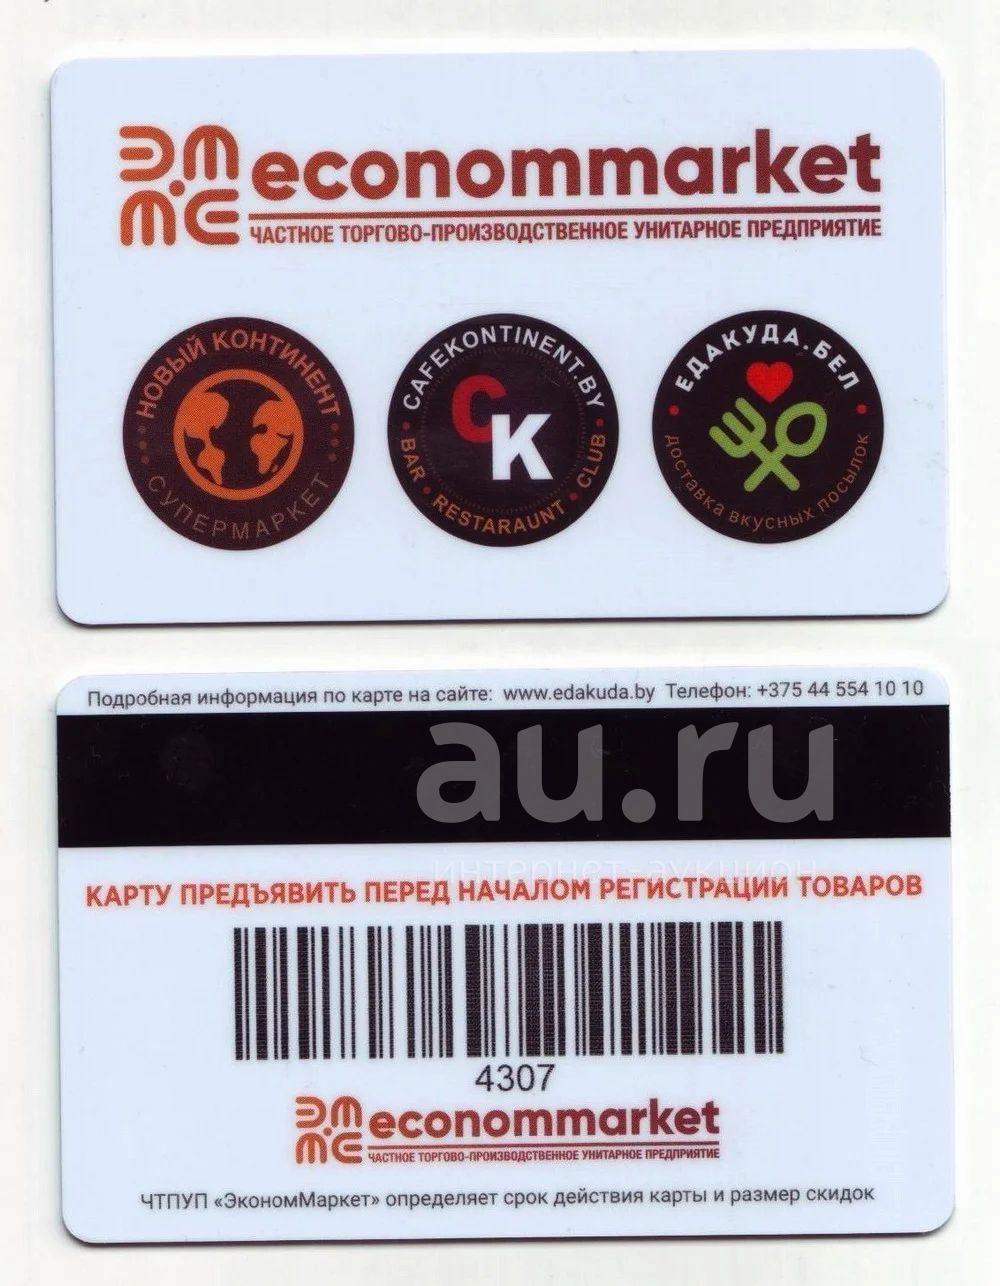 econommarket
ЧАСТНОЕ ТОРГОВО-ПРОИЗВОДСТВЕННОЕ УНИТАРНОЕ ПРЕДПРИЯТИЕ
НОВЫЙ КОНТИНЕНТ
СУПЕРМАРКЕТ
CAFEKONTINENT.BY
CK
BAR • RESTARAUNT • CLUB
ЕДАКУДА.БЕЛ
доставка вкусных посылок
Подробная информация по карте на сайте: www.edakuda.by Телефон: +375 44 554 10 10
au.ru
интернет-аукцион
КАРТУ ПРЕДЪЯВИТЬ ПЕРЕД НАЧАЛОМ РЕГИСТРАЦИИ ТОВАРОВ
4307
econommarket
ЧАСТНОЕ ТОРГОВО-ПРОИЗВОДСТВЕННОЕ УНИТАРНОЕ ПРЕДПРИЯТИЕ
ЧТПУП «ЭкономМаркет» определяет срок действия карты и размер скидок